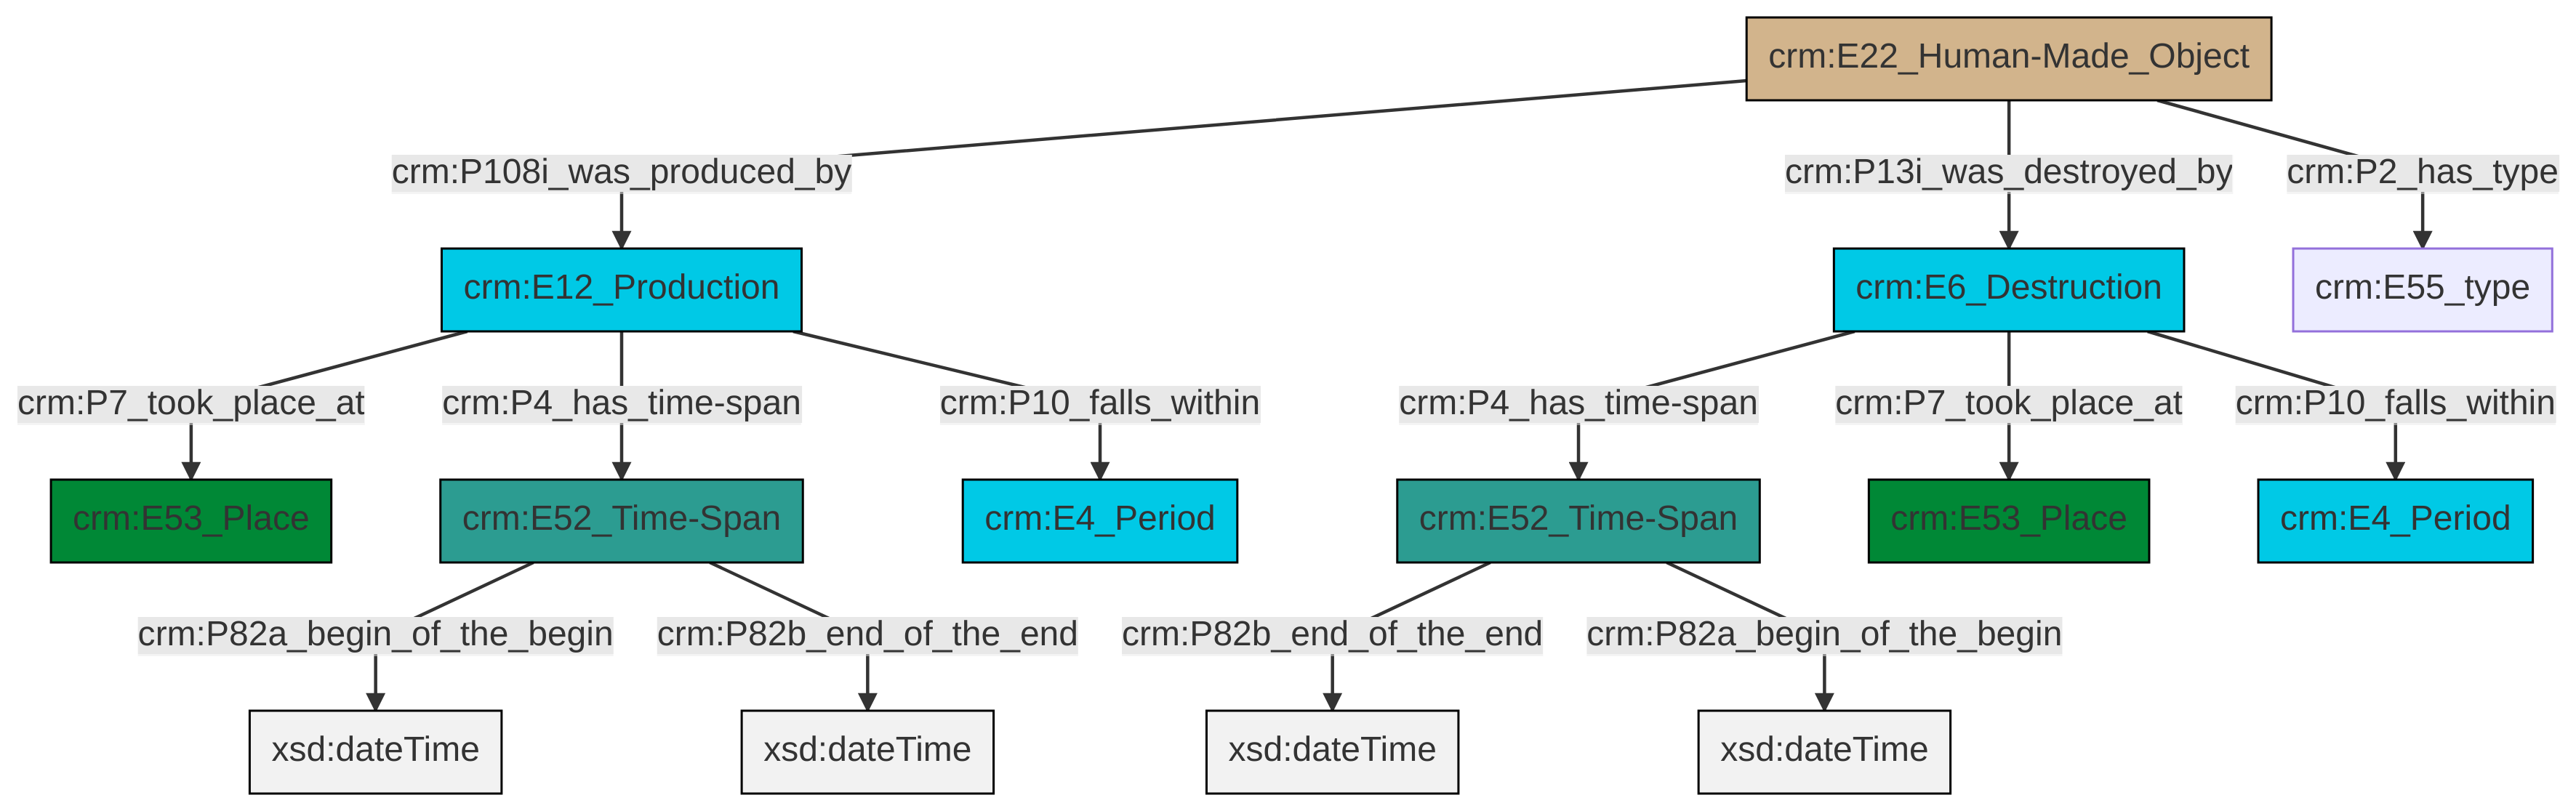 crm:E22_Human-Made_Object
crm:P108i_was_produced_by
crm:P13i_was_destroyed_by
crm:P2_has_type
crm:E12_Production
crm:E6_Destruction
crm:E55_type
crm:P7_took_place_at
crm:P4_has_time-span
crm:P10_falls_within
crm:P4_has_time-span
crm:P7_took_place_at
crm:P10_falls_within
crm:E53_Place
crm:E52_Time-Span
crm:E4_Period
crm:E52_Time-Span
crm:E53_Place
crm:E4_Period
crm:P82a_begin_of_the_begin
crm:P82b_end_of_the_end
crm:P82b_end_of_the_end
crm:P82a_begin_of_the_begin
xsd:dateTime
xsd:dateTime
xsd:dateTime
xsd:dateTime